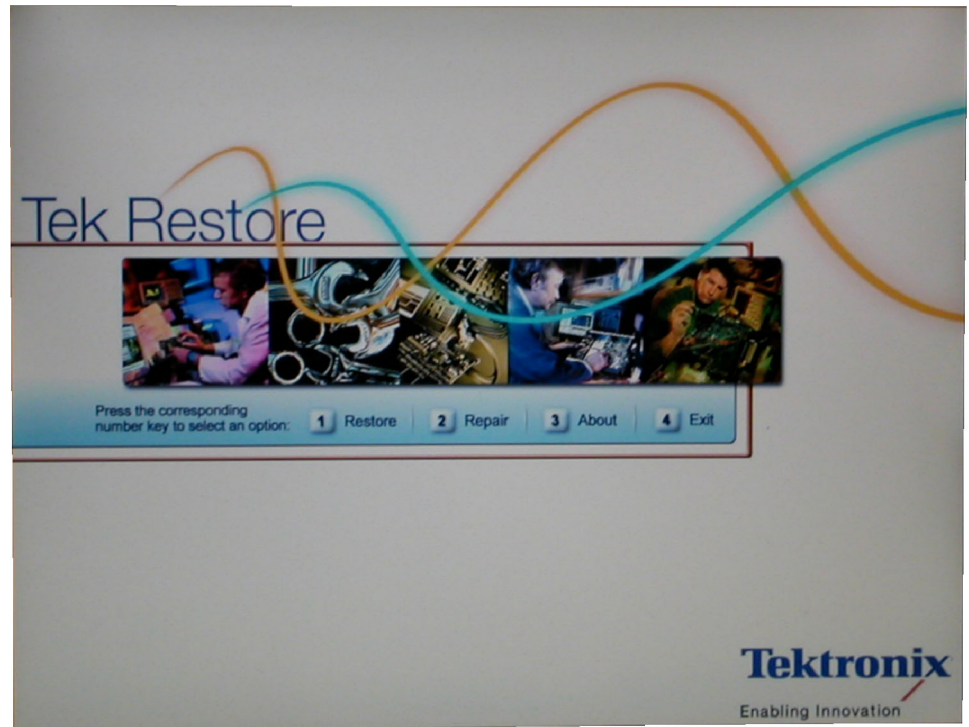 Tek Restore
Press the corresponding
number key to select an option:
1 Restore
2 Repair
3 About
4 Exit
Tektronix
Enabling Innovation